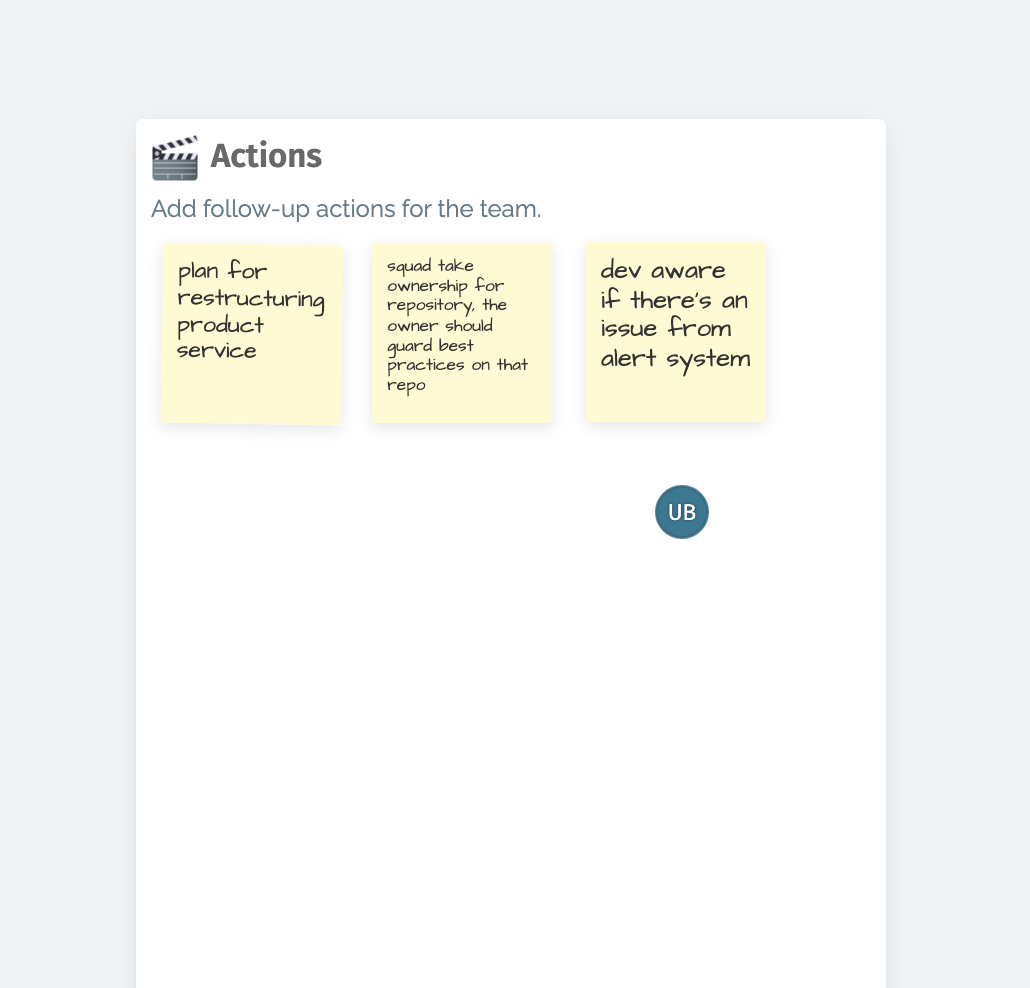 Actions
Add follow-up actions for the team.
plan for
restructuring
product
service
squad take
ownership for
repository, the
owner should
guard best
practices on that
repo
dev aware
if there's an
issue from
alert system
UB